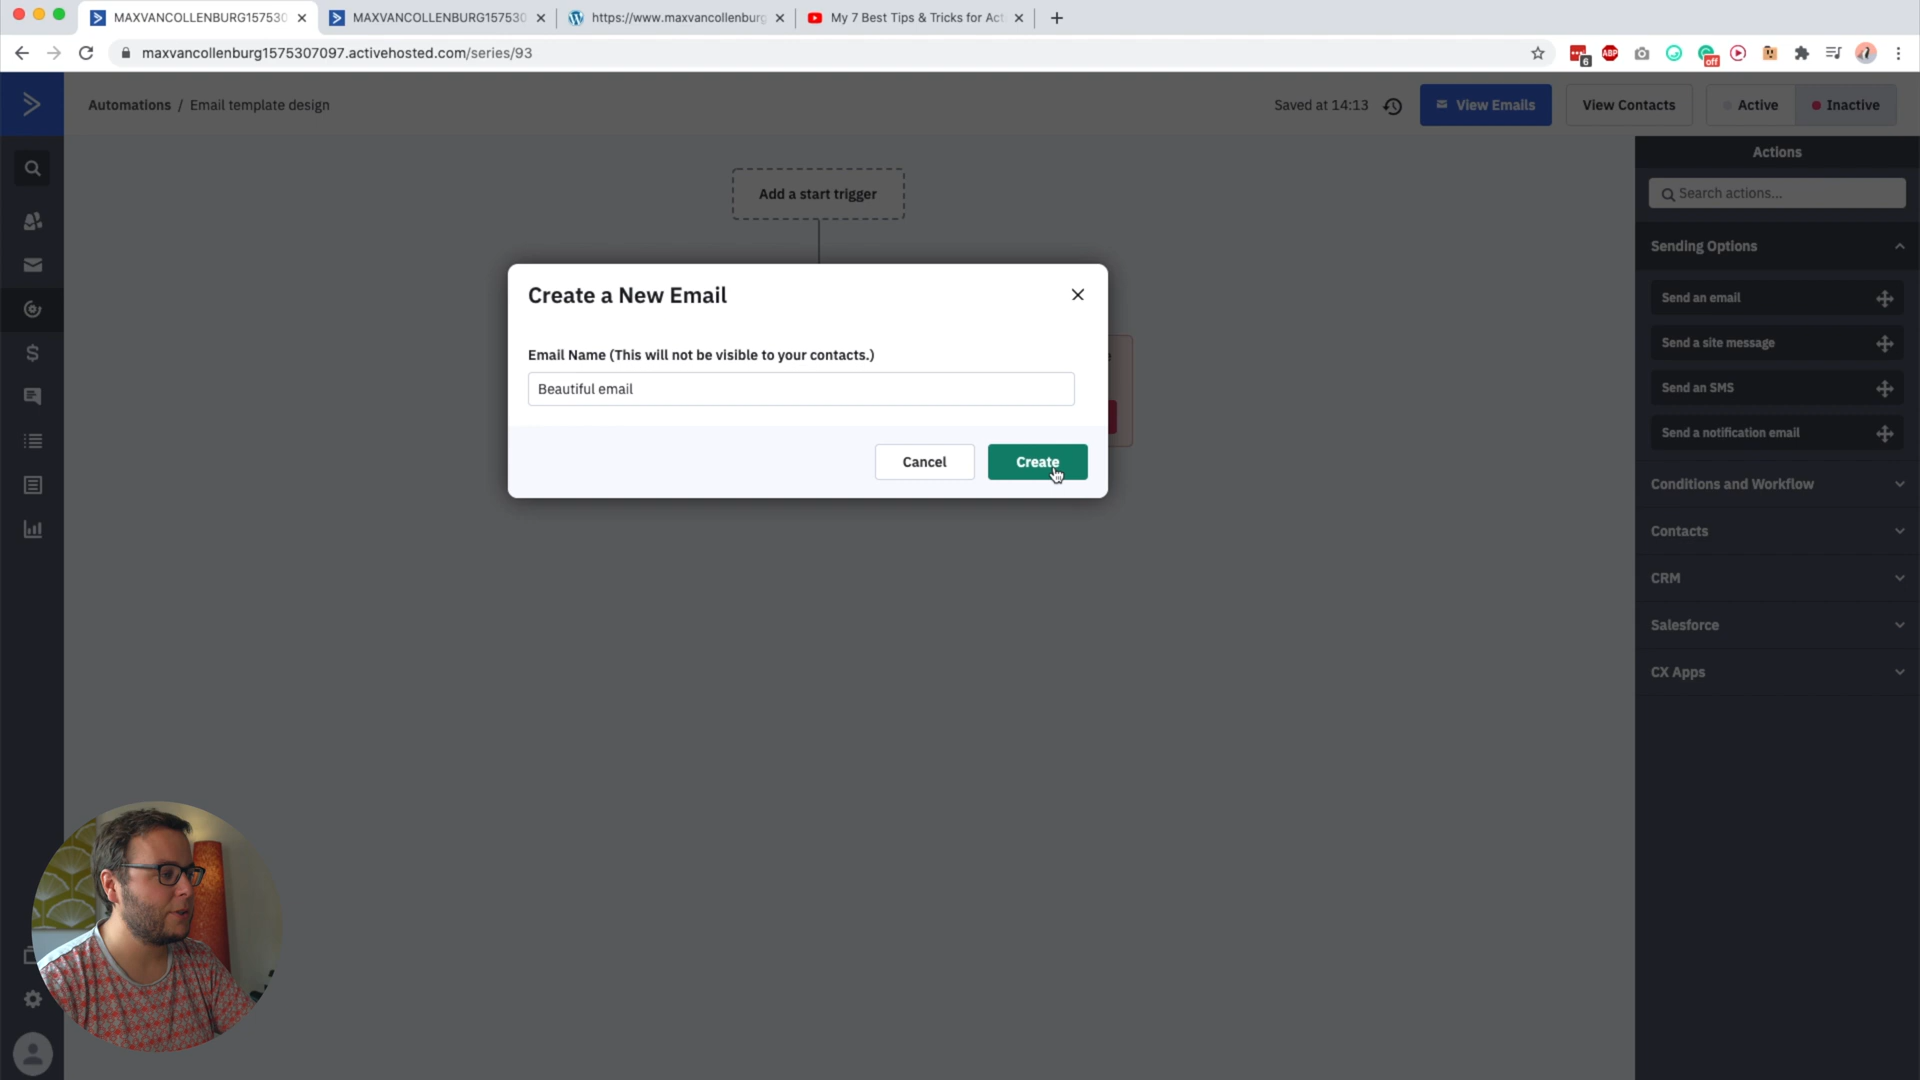 MAXVANCOLLENBURG157530
MAXVANCOLLENBURG157530
https://www.maxvancollenburg
My 7 Best Tips & Tricks for Act
maxvancollenburg1575307097.activehosted.com/series/93
6
ABP
off
Automations / Email template design
Saved at 14:13
View Emails
View Contacts
Active
Inactive
Add a start trigger
Actions
Search actions...
Sending Options
Send an email
Send a site message
Send an SMS
Send a notification email
Conditions and Workflow
Contacts
CRM
Salesforce
CX Apps
Create a New Email
Email Name (This will not be visible to your contacts.)
Beautiful email
Cancel
Create